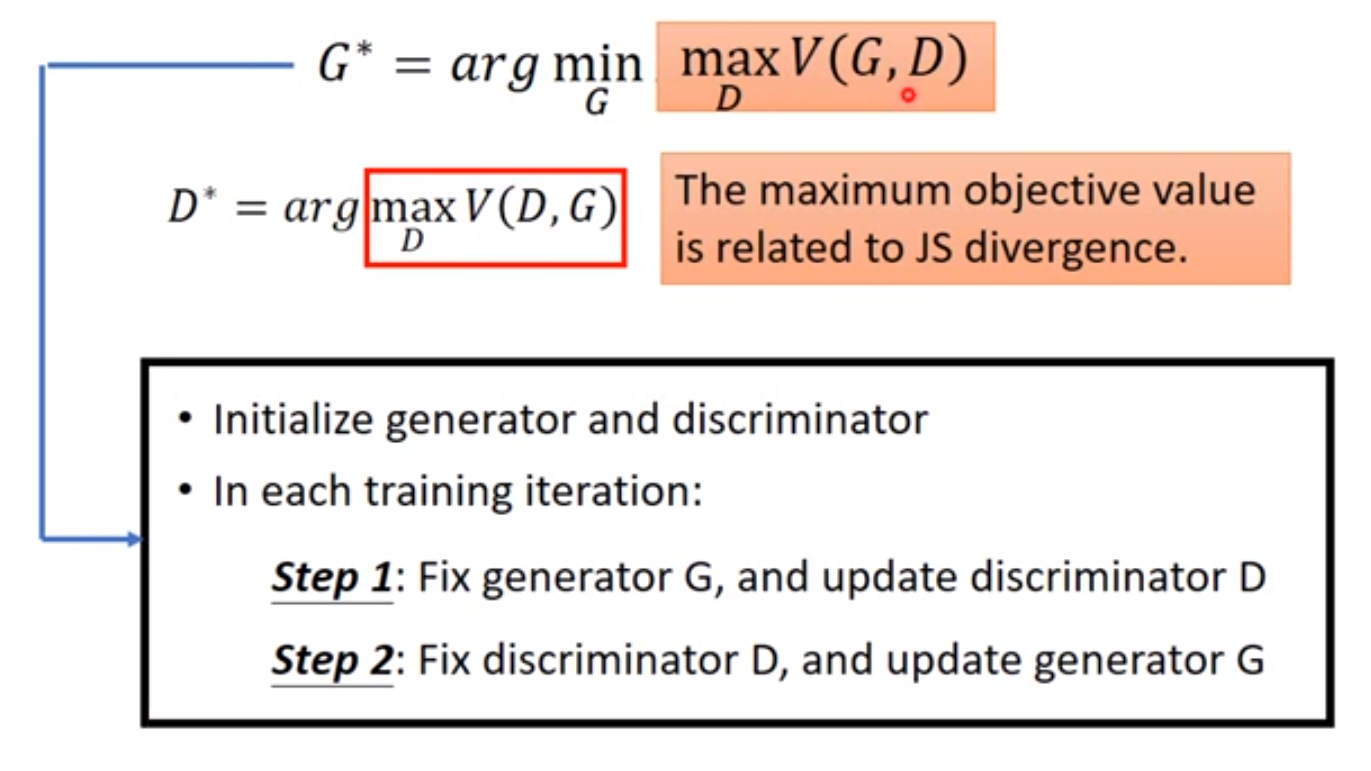 G* = arg min_G max_D V(G, D)
D* = arg max_D V(D, G)
The maximum objective value
is related to JS divergence.
• Initialize generator and discriminator
• In each training iteration:
Step 1: Fix generator G, and update discriminator D
Step 2: Fix discriminator D, and update generator G